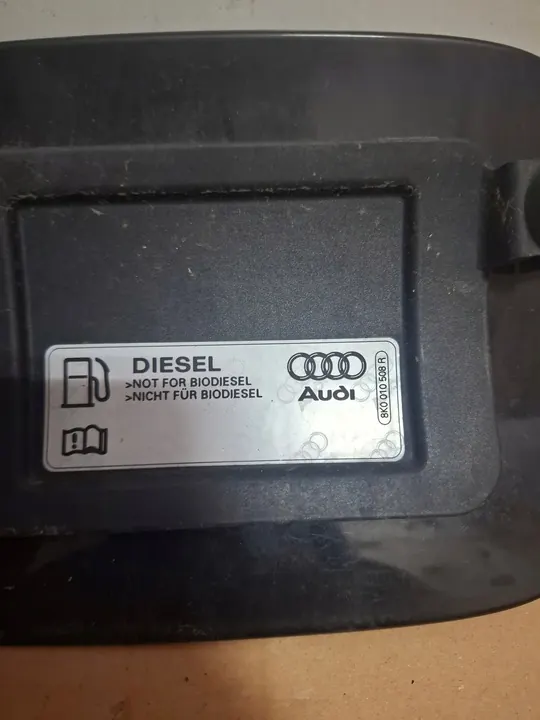 DIESEL
>NOT FOR BIODIESEL
>NICHT FÜR BIODIESEL
Audi
8K0 010 508 R